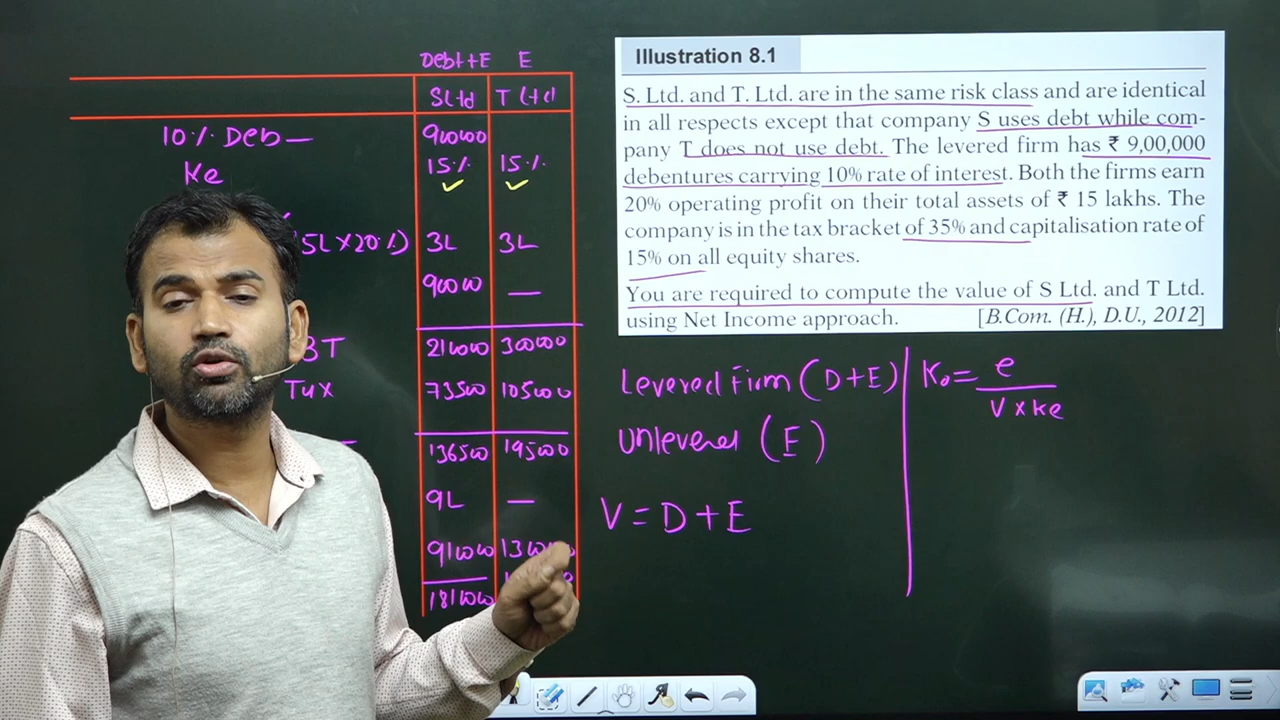 Debt+E E
S Ltd T Ltd
10% Deb – 900000
Ke 15% 15%
5L X 20%) 3L 3L
90000 —
BT 210000 300000
Tax 73500 105000
136500 195000
9L —
910000
1810000
Illustration 8.1
S. Ltd. and T. Ltd. are in the same risk class and are identical
in all respects except that company S uses debt while com-
pany T does not use debt. The levered firm has ₹ 9,00,000
debentures carrying 10% rate of interest. Both the firms earn
20% operating profit on their total assets of ₹ 15 lakhs. The
company is in the tax bracket of 35% and capitalisation rate of
15% on all equity shares.
You are required to compute the value of S Ltd. and T Ltd.
using Net Income approach. [B.Com. (H.), D.U., 2012]
Levered Firm (D+E)
Unlevered (E)
V = D + E
Ko = e
V x ke